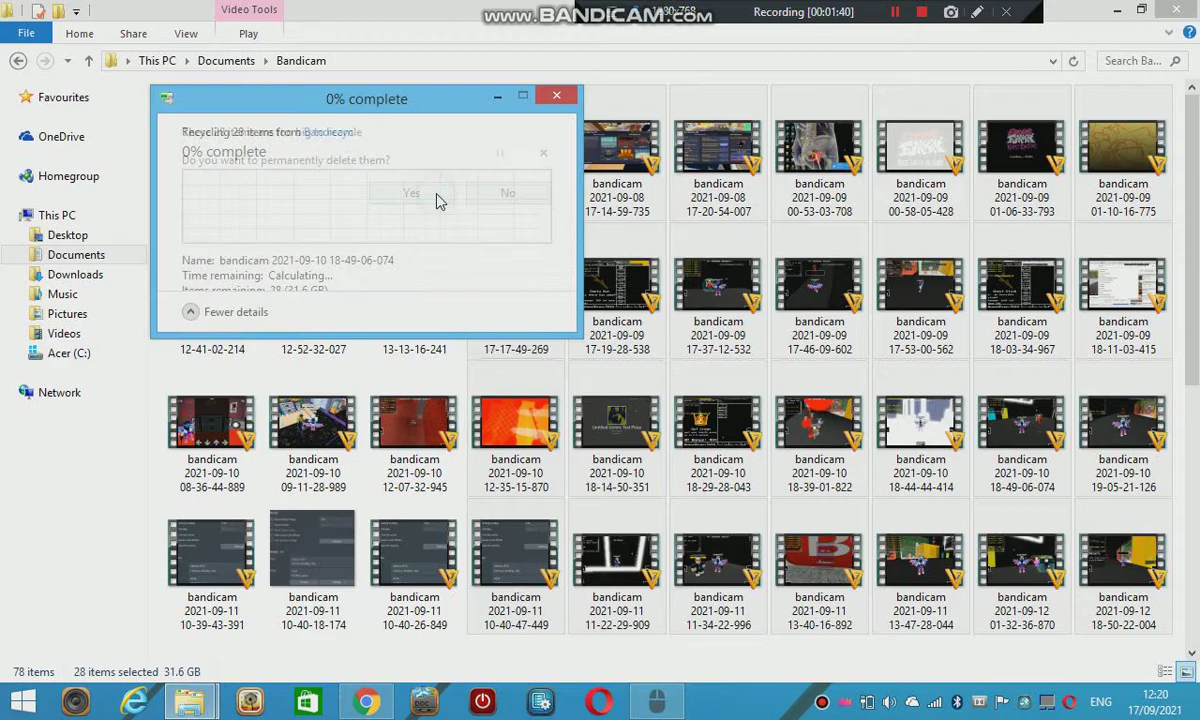 Video Tools
www.BANDICAM.com
Recording [00:01:40]
File
Home
Share
View
Play
This PC
Documents
Bandicam
Search Ba...
Favourites
OneDrive
Homegroup
This PC
Desktop
Documents
Downloads
Music
Pictures
Videos
Acer (C:)
Network
0% complete
0% complete
Do you want to permanently delete them?
Yes
No
Name: bandicam 2021-09-10 18-49-06-074
Time remaining: Calculating...
Items remaining: 28 (31.6 GB)
Fewer details
bandicam
2021-09-08
17-14-59-735
bandicam
2021-09-08
17-20-54-007
bandicam
2021-09-09
00-53-03-708
bandicam
2021-09-09
00-58-05-428
bandicam
2021-09-09
01-06-33-793
bandicam
2021-09-09
01-10-16-775
12-41-02-214
12-52-32-027
13-13-16-241
17-17-49-269
bandicam
2021-09-09
17-19-28-538
bandicam
2021-09-09
17-37-12-532
bandicam
2021-09-09
17-46-09-602
bandicam
2021-09-09
17-53-00-562
bandicam
2021-09-09
18-03-34-967
bandicam
2021-09-09
18-11-03-415
bandicam
2021-09-10
08-36-44-889
bandicam
2021-09-10
09-11-28-989
bandicam
2021-09-10
12-07-32-945
bandicam
2021-09-10
12-35-15-870
bandicam
2021-09-10
18-14-50-351
bandicam
2021-09-10
18-29-28-043
bandicam
2021-09-10
18-39-01-822
bandicam
2021-09-10
18-44-44-414
bandicam
2021-09-10
18-49-06-074
bandicam
2021-09-10
19-05-21-126
bandicam
2021-09-11
10-39-43-391
bandicam
2021-09-11
10-40-18-174
bandicam
2021-09-11
10-40-26-849
bandicam
2021-09-11
10-40-47-449
bandicam
2021-09-11
11-22-29-909
bandicam
2021-09-11
11-34-22-996
bandicam
2021-09-11
13-40-16-892
bandicam
2021-09-11
13-47-28-044
bandicam
2021-09-12
01-32-36-870
bandicam
2021-09-12
18-50-22-004
78 items
28 items selected 31.6 GB
ENG
12:20
17/09/2021